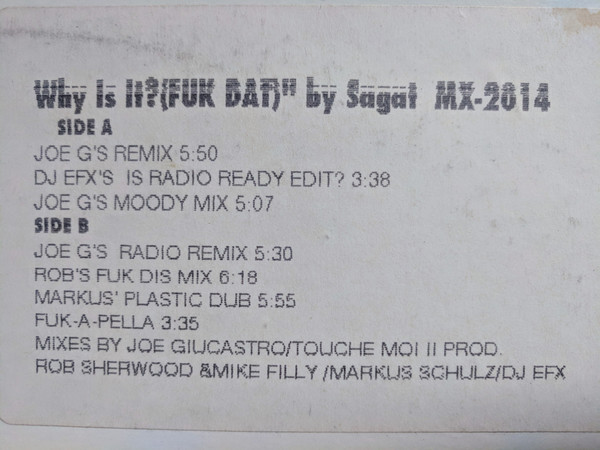 Why Is It?(FUK DAT)" by Sagat MX-2014
SIDE A
JOE G'S REMIX 5:50
DJ EFX'S IS RADIO READY EDIT? 3:38
JOE G'S MOODY MIX 5:07
SIDE B
JOE G'S RADIO REMIX 5:30
ROB'S FUK DIS MIX 6:18
MARKUS' PLASTIC DUB 5:55
FUK-A-PELLA 3:35
MIXES BY JOE GIUCASTRO/TOUCHE MOI II PROD.
ROB SHERWOOD &MIKE FILLY /MARKUS SCHULZ/DJ EFX